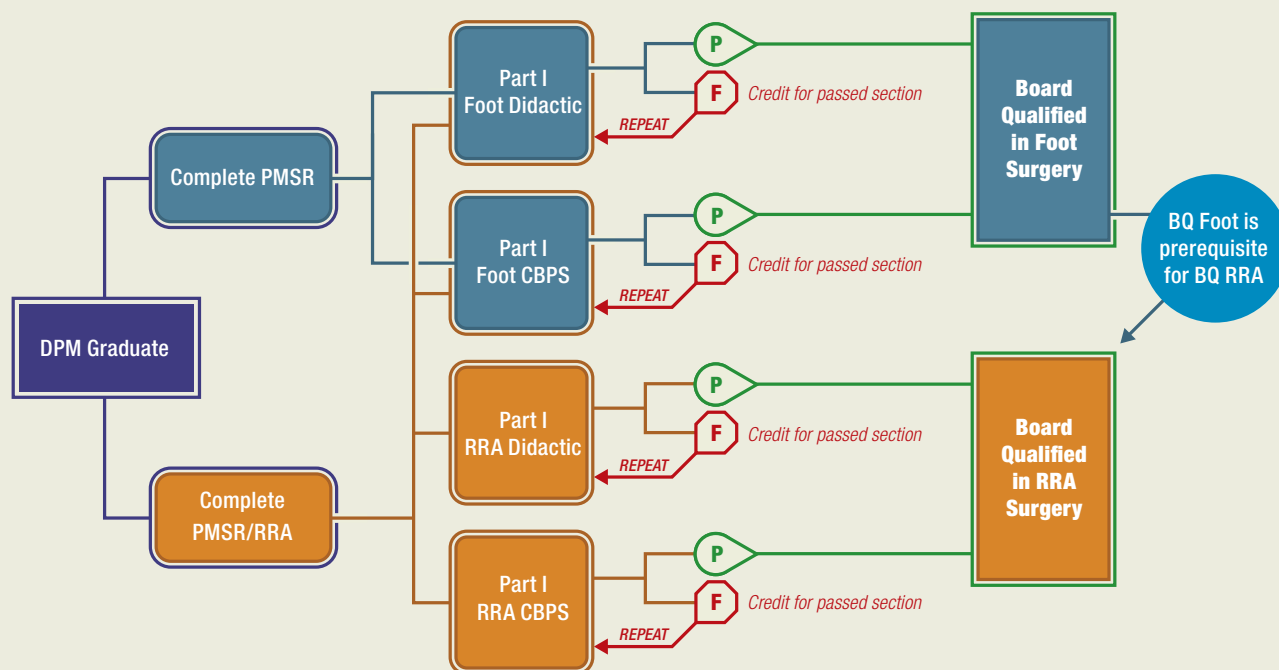 DPM Graduate
Complete PMSR
Complete
PMSR/RRA
Part I
Foot Didactic
P
F
Credit for passed section
REPEAT
Part I
Foot CBPS
P
F
Credit for passed section
REPEAT
Part I
RRA Didactic
P
F
Credit for passed section
REPEAT
Part I
RRA CBPS
P
F
Credit for passed section
REPEAT
Board
Qualified
in Foot
Surgery
BQ Foot is
prerequisite
for BQ RRA
Board
Qualified
in RRA
Surgery